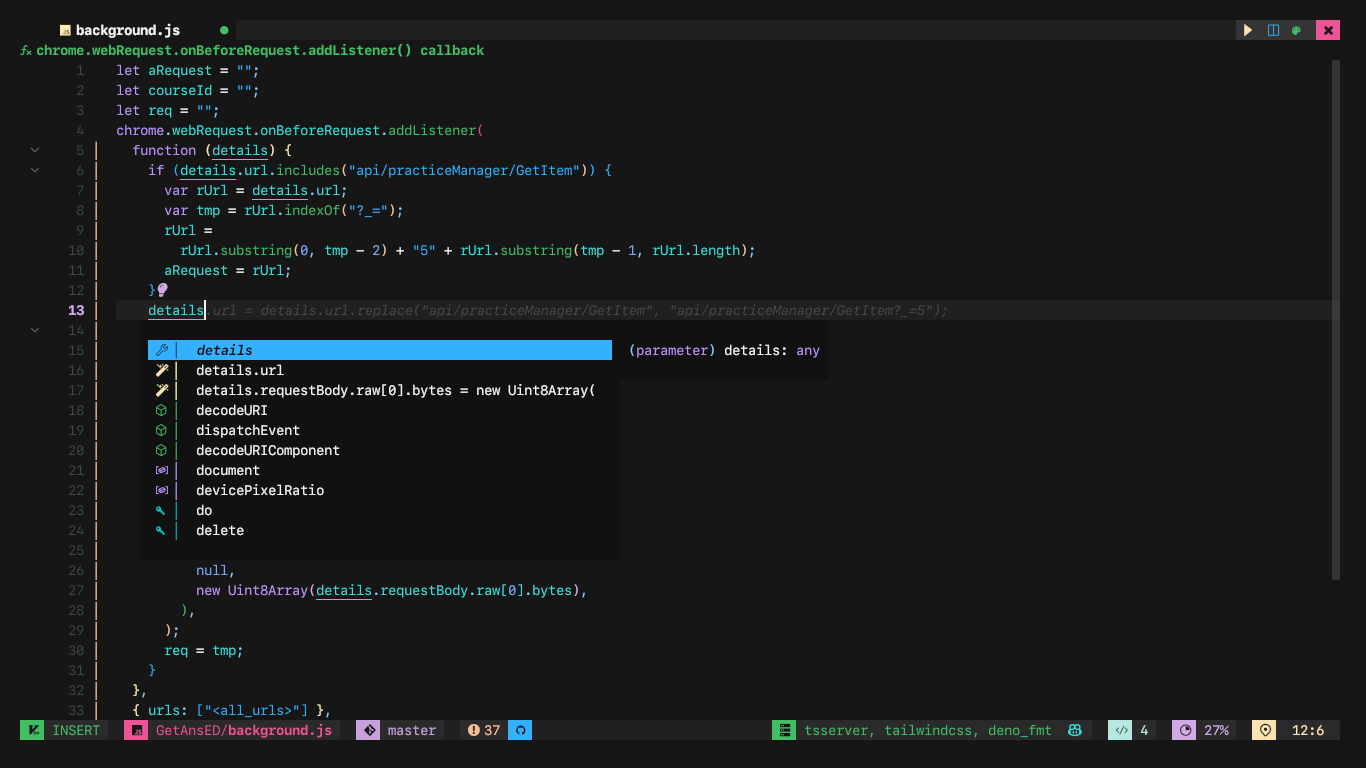 background.js
chrome.webRequest.onBeforeRequest.addListener() callback
1 let aRequest = "";
2 let courseId = "";
3 let req = "";
4 chrome.webRequest.onBeforeRequest.addListener(
5 function (details) {
6 if (details.url.includes("api/practiceManager/GetItem")) {
7 var rUrl = details.url;
8 var tmp = rUrl.indexOf("?_=");
9 rUrl =
10 rUrl.substring(0, tmp - 2) + "5" + rUrl.substring(tmp - 1, rUrl.length);
11 aRequest = rUrl;
12 }
13 details.url = details.url.replace("api/practiceManager/GetItem", "api/practiceManager/GetItem?_=5");
14
15 details (parameter) details: any
16 details.url
17 details.requestBody.raw[0].bytes = new Uint8Array(
18 decodeURI
19 dispatchEvent
20 decodeURIComponent
21 document
22 devicePixelRatio
23 do
24 delete
25
26 null,
27 new Uint8Array(details.requestBody.raw[0].bytes),
28 ),
29 );
30 req = tmp;
31 }
32 },
33 { urls: ["<all_urls>"] },
INSERT GetAnsED/background.js master 37 tsserver, tailwindcss, deno_fmt 4 27% 12:6